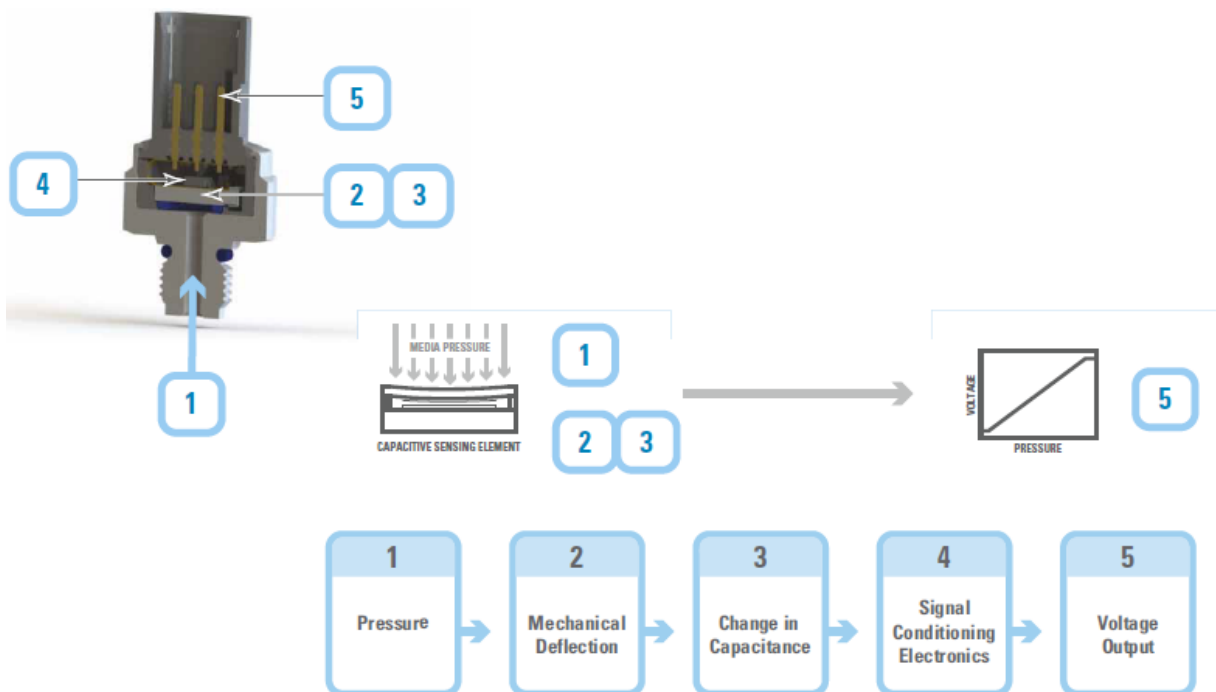 5
4
2 3
1
MEDIA PRESSURE
1
CAPACITIVE SENSING ELEMENT
2 3
VOLTAGE
PRESSURE
5
1
Pressure
2
Mechanical
Deflection
3
Change in
Capacitance
4
Signal
Conditioning
Electronics
5
Voltage
Output